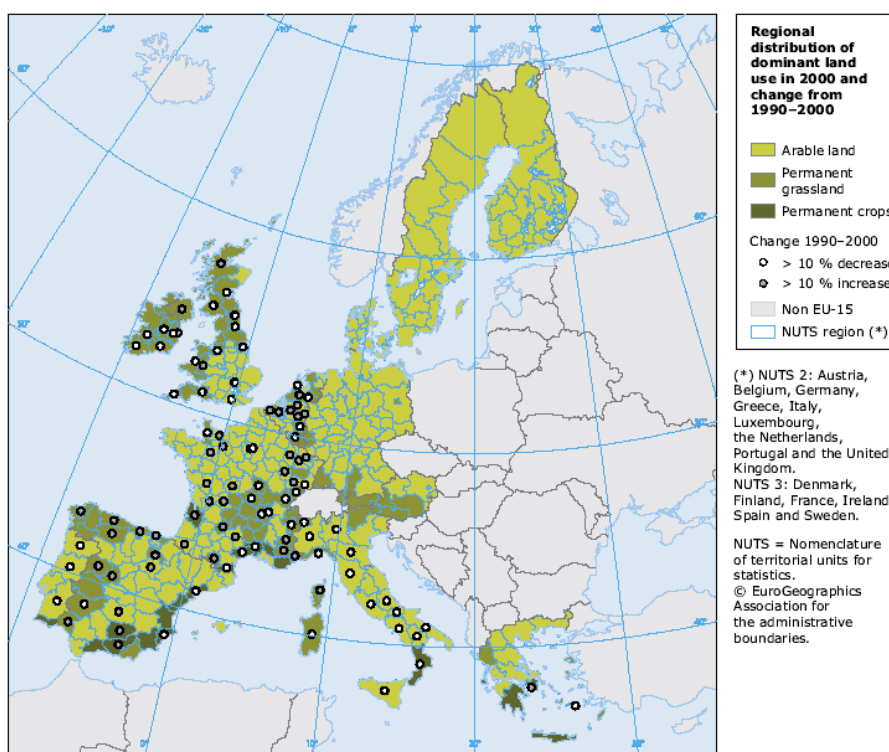 Regional
distribution of
dominant land
use in 2000 and
change from
1990–2000
Arable land
Permanent
grassland
Permanent crops
Change 1990–2000
> 10 % decrease
> 10 % increase
Non EU-15
NUTS region (*)
(*) NUTS 2: Austria,
Belgium, Germany,
Greece, Italy,
Luxembourg,
the Netherlands,
Portugal and the United
Kingdom.
NUTS 3: Denmark,
Finland, France, Ireland
Spain and Sweden.
NUTS = Nomenclature
of territorial units for
statistics.
© EuroGeographics
Association for
the administrative
boundaries.